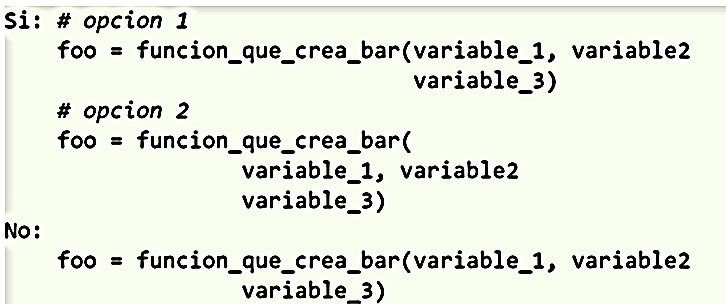 Si: # opcion 1
foo = funcion_que_crea_bar(variable_1, variable2
variable_3)
# opcion 2
foo = funcion_que_crea_bar(
variable_1, variable2
variable_3)
No:
foo = funcion_que_crea_bar(variable_1, variable2
variable_3)